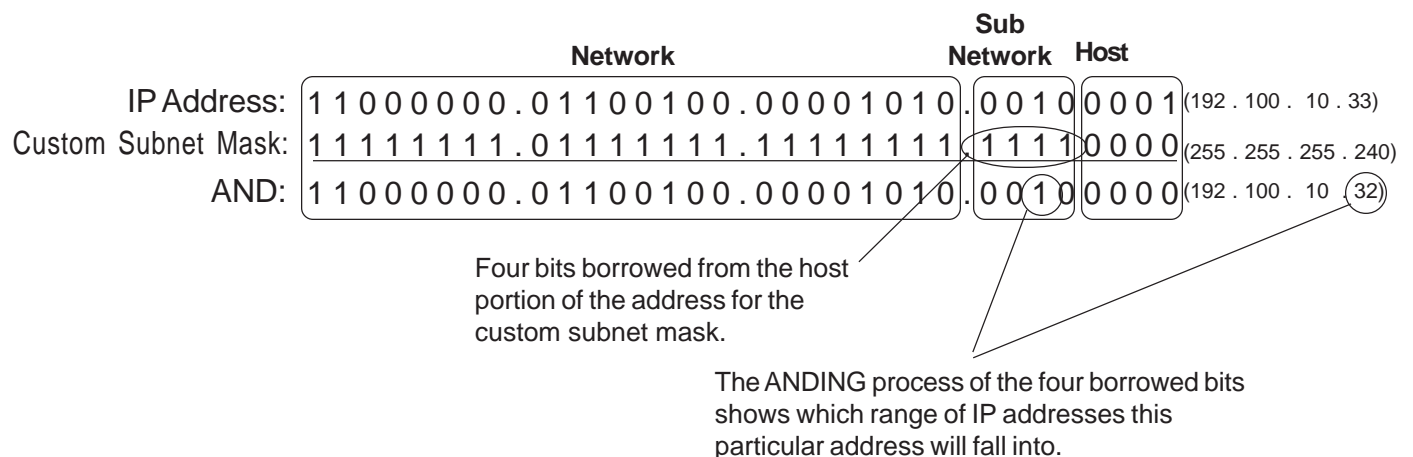 Sub
Network Network Host
IP Address: 1 1 0 0 0 0 0 0 . 0 1 1 0 0 1 0 0 . 0 0 0 0 1 0 1 0 . 0 0 1 0 0 0 0 1 (192 . 100 . 10 . 33)
Custom Subnet Mask: 1 1 1 1 1 1 1 1 . 0 1 1 1 1 1 1 1 . 1 1 1 1 1 1 1 1 . 1 1 1 1 0 0 0 0 (255 . 255 . 255 . 240)
AND: 1 1 0 0 0 0 0 0 . 0 1 1 0 0 1 0 0 . 0 0 0 0 1 0 1 0 . 0 0 1 0 0 0 0 0 (192 . 100 . 10 . 32)
Four bits borrowed from the host
portion of the address for the
custom subnet mask.
The ANDING process of the four borrowed bits
shows which range of IP addresses this
particular address will fall into.